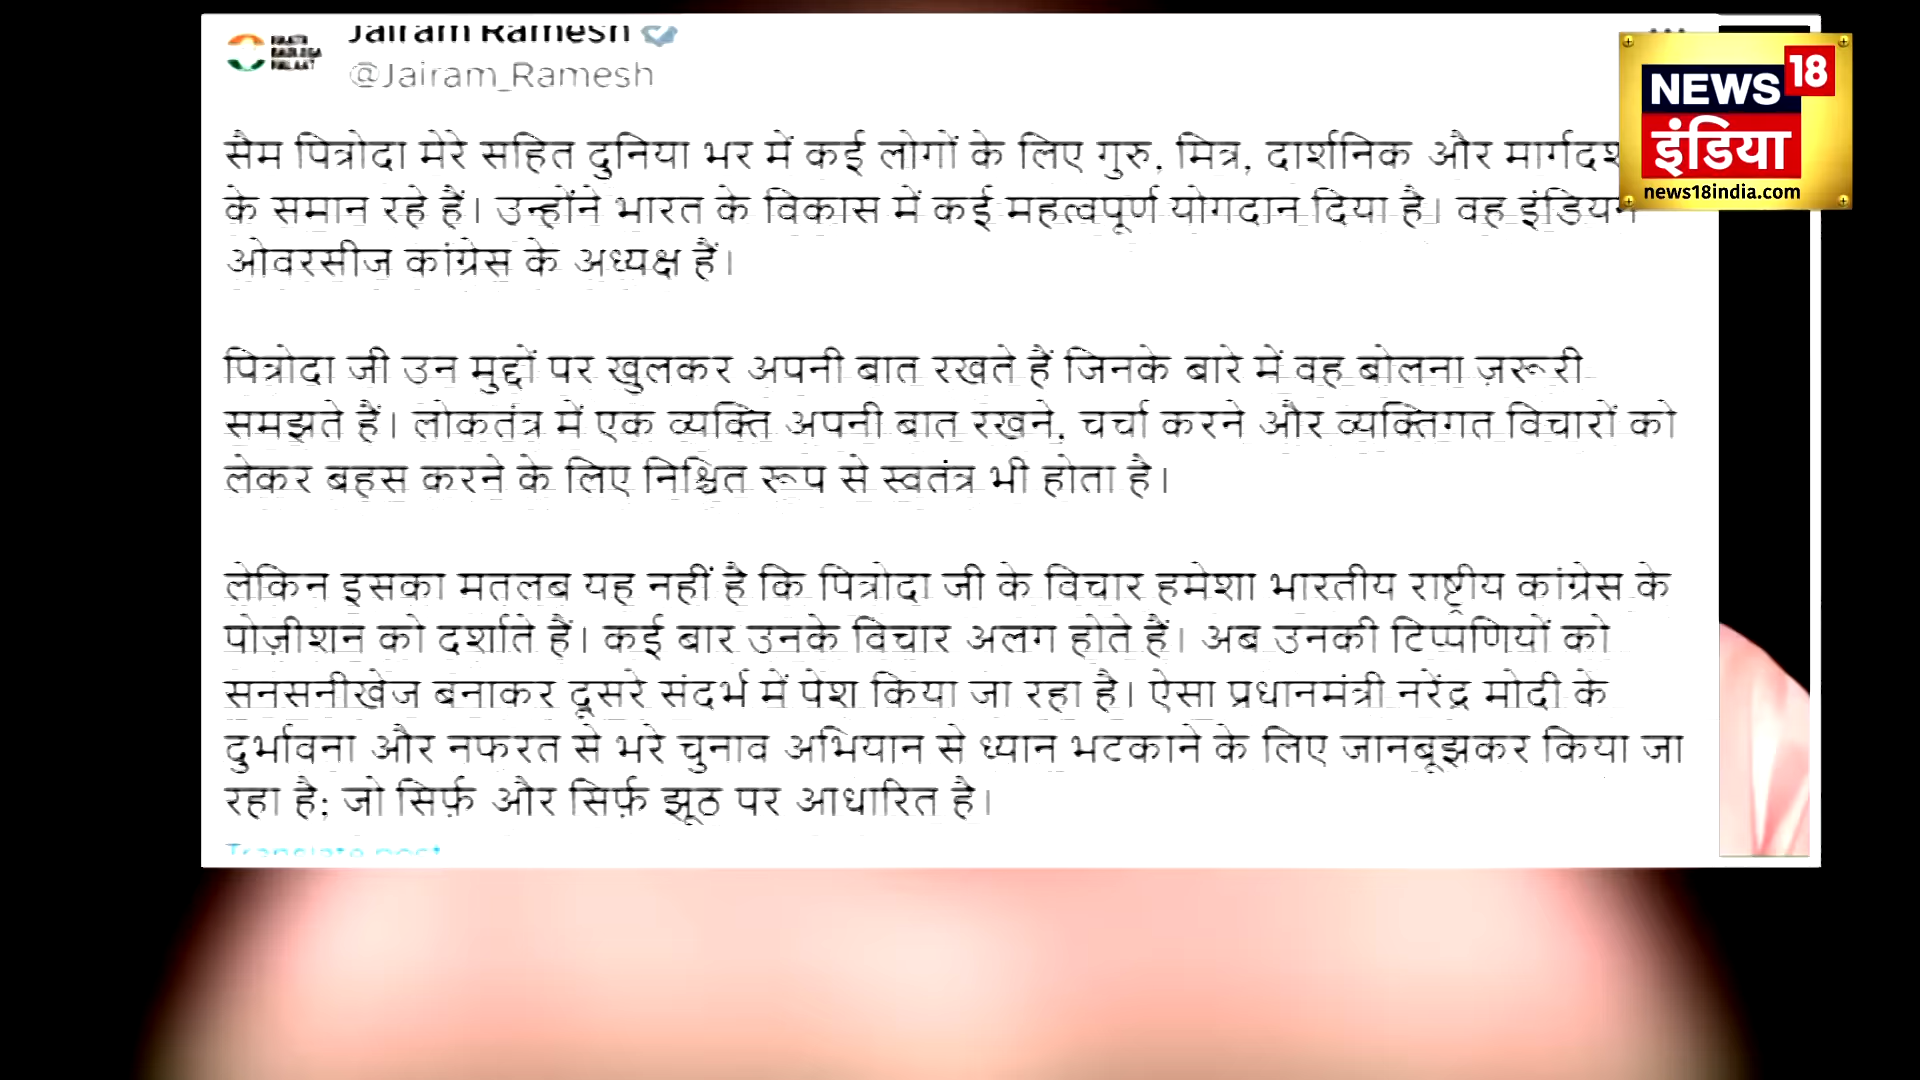 Jairam Ramesh
@Jairam_Ramesh
NEWS 18
इंडिया
news18india.com
सैम पित्रोदा मेरे सहित दुनिया भर में कई लोगों के लिए गुरु, मित्र, दार्शनिक और
के समान रहे हैं। उन्होंने भारत के विकास में कई महत्वपूर्ण योगदान दिया है। वह इंडियन
ओवरसीज कांग्रेस के अध्यक्ष हैं।
पित्रोदा जी उन मुद्दों पर खुलकर अपनी बात रखते हैं जिनके बारे में वह बोलना ज़रूरी
समझते हैं। लोकतंत्र में एक व्यक्ति अपनी बात रखने, चर्चा करने और व्यक्तिगत विचारों को
लेकर बहस करने के लिए निश्चित रूप से स्वतंत्र भी होता है।
लेकिन इसका मतलब यह नहीं है कि पित्रोदा जी के विचार हमेशा भारतीय राष्ट्रीय कांग्रेस के
पोज़ीशन को दर्शाते हैं। कई बार उनके विचार अलग होते हैं। अब उनकी टिप्पणियों को
सनसनीखेज बनाकर दूसरे संदर्भ में पेश किया जा रहा है। ऐसा प्रधानमंत्री नरेंद्र मोदी के
दुर्भावना और नफरत से भरे चुनाव अभियान से ध्यान भटकाने के लिए जानबूझकर किया जा
रहा है; जो सिर्फ़ और सिर्फ़ झूठ पर आधारित है।
Translate post